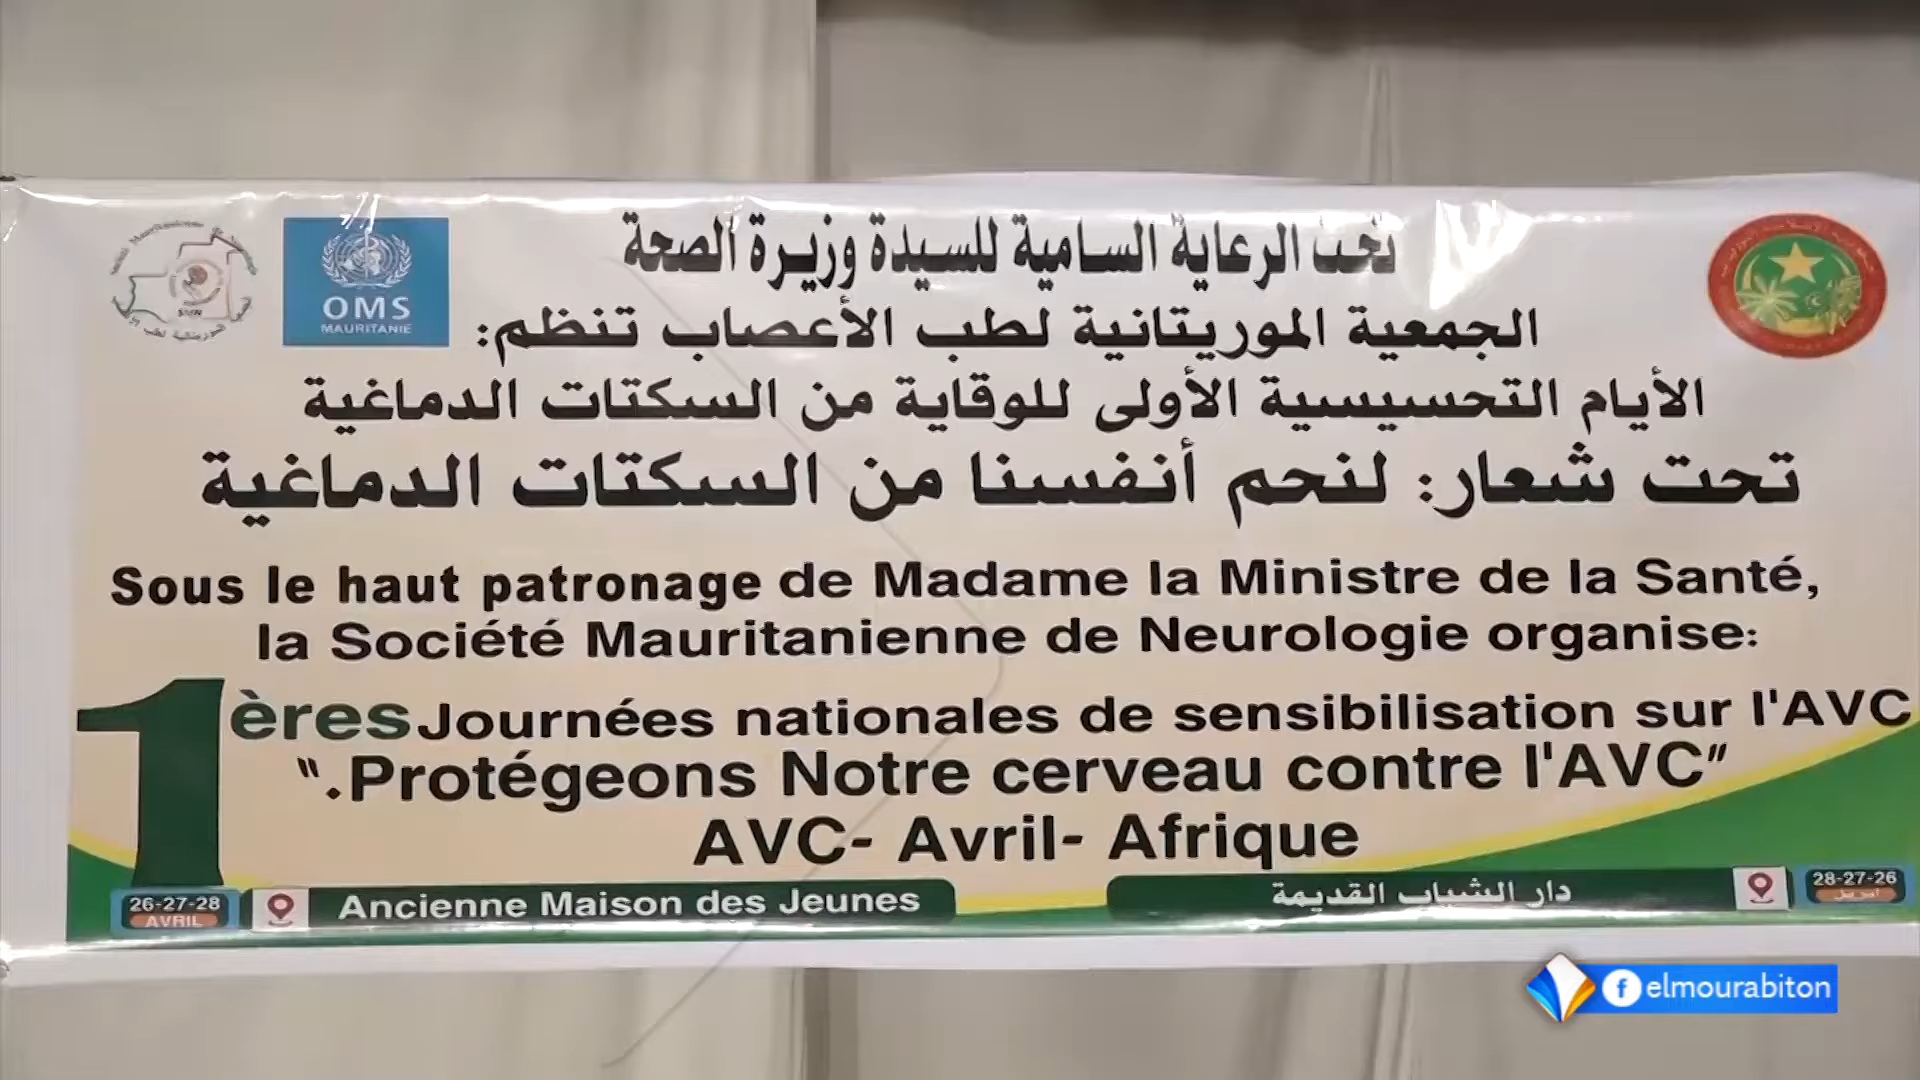 تحت الرعاية السامية للسيدة وزيرة الصحة
الجمعية الموريتانية لطب الأعصاب تنظم:
الأيام التحسيسية الأولى للوقاية من السكتات الدماغية
تحت شعار: لنحم أنفسنا من السكتات الدماغية
OMS
MAURITANIE
SMN
Sous le haut patronage de Madame la Ministre de la Santé,
la Société Mauritanienne de Neurologie organise:
1ères Journées nationales de sensibilisation sur l'AVC
“.Protégeons Notre cerveau contre l'AVC”
AVC- Avril- Afrique
26-27-28
AVRIL
Ancienne Maison des Jeunes
دار الشباب القديمة
28-27-26
elmourabiton